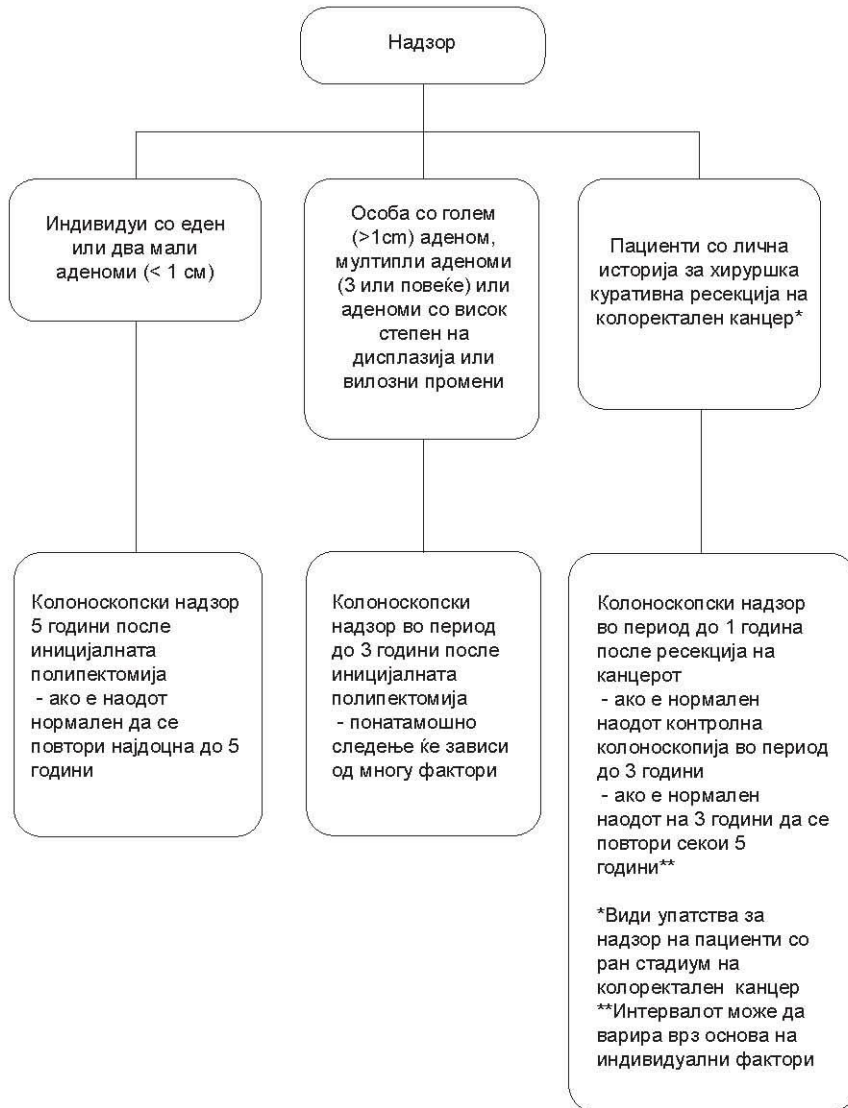 Надзор
Индивидуи со еден
или два мали
аденоми (< 1 см)
Особа со голем
(>1cm) аденом,
мултипли аденоми
(3 или повеќе) или
аденоми со висок
степен на
дисплазија или
вилозни промени
Пациенти со лична
историја за хируршка
куративна ресекција на
колоректален канцер*
Колоноскопски надзор
5 години после
иницијалната
полипектомија
- ако е наодот
нормален да се
повтори најдоцна до 5
години
Колоноскопски
надзор во период
до 3 години после
иницијалната
полипектомија
- понатамошно
следење ќе зависи
од многу фактори
Колоноскопски надзор
во период до 1 година
после ресекција на
канцерот
- ако е нормален
наодот контролна
колоноскопија во период
до 3 години
- ако е нормален
наодот на 3 години да се
повтори секои 5
години**
*Види упатства за
надзор на пациенти со
ран стадиум на
колоректален канцер
**Интервалот може да
варира врз основа на
индивидуални фактори